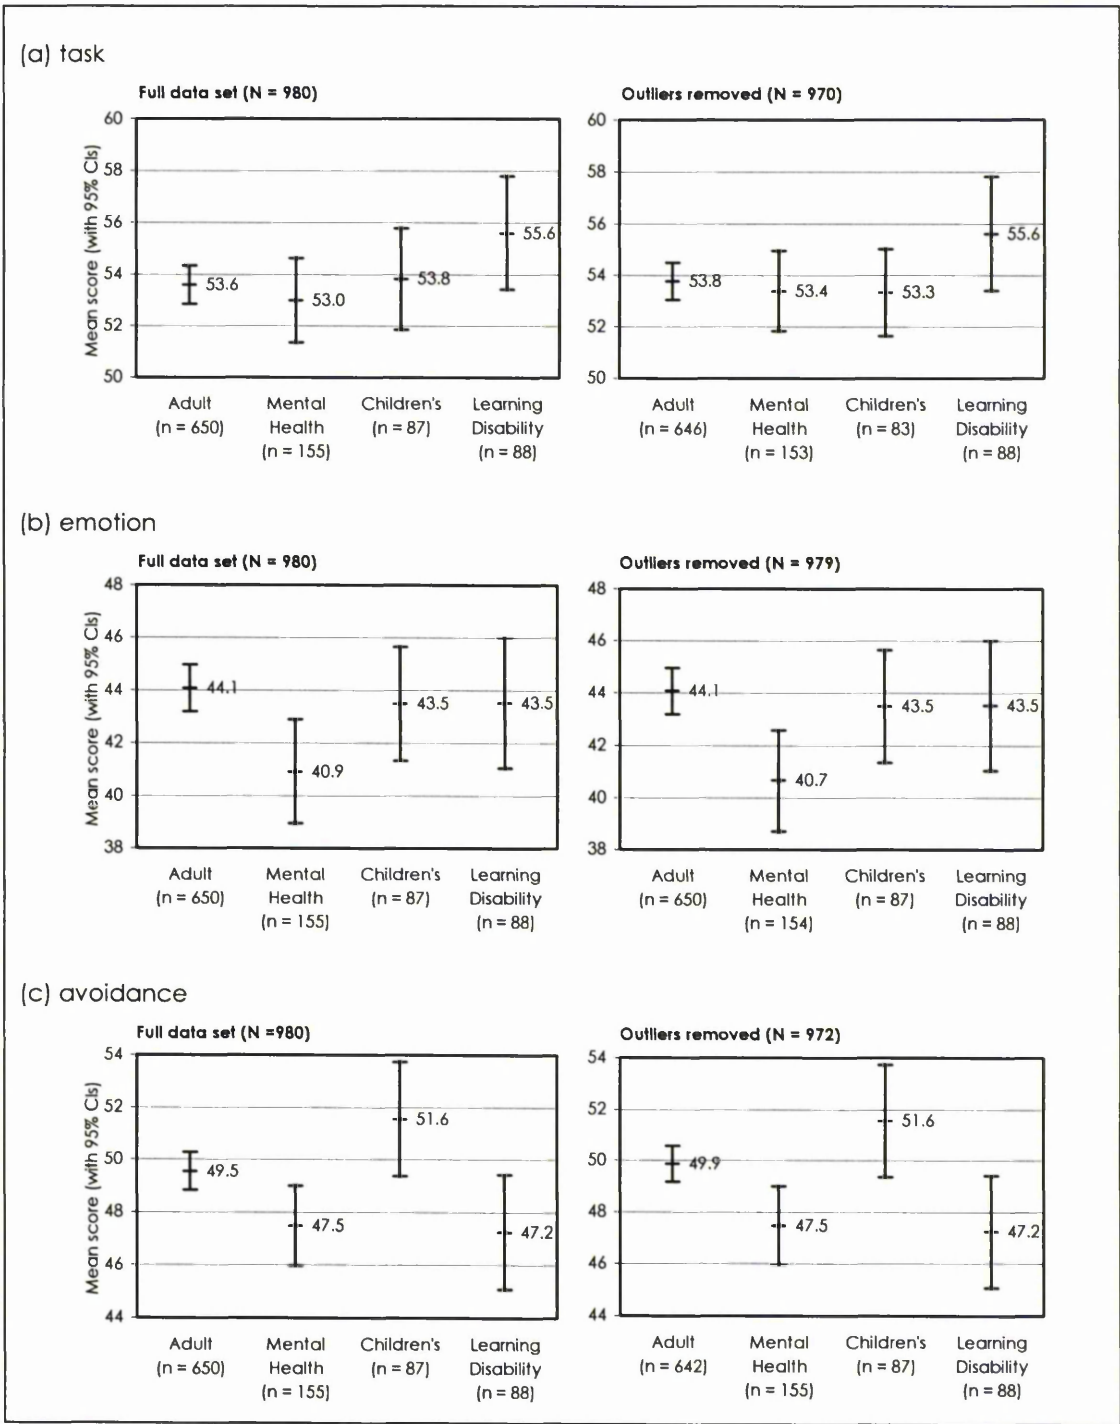 (a) task
Full data set (N = 980)
Mean score (with 95% CIs)
60
58
56
54
52
50
53.6
53.0
53.8
55.6
Adult
(n = 650)
Mental
Health
(n = 155)
Children's
(n = 87)
Learning
Disability
(n = 88)
Outliers removed (N = 970)
60
58
56
54
52
50
53.8
53.4
53.3
55.6
Adult
(n = 646)
Mental
Health
(n = 153)
Children's
(n = 83)
Learning
Disability
(n = 88)
(b) emotion
Full data set (N = 980)
Mean score (with 95% CIs)
48
46
44
42
40
38
44.1
40.9
43.5
43.5
Adult
(n = 650)
Mental
Health
(n = 155)
Children's
(n = 87)
Learning
Disability
(n = 88)
Outliers removed (N = 979)
48
46
44
42
40
38
44.1
40.7
43.5
43.5
Adult
(n = 650)
Mental
Health
(n = 154)
Children's
(n = 87)
Learning
Disability
(n = 88)
(c) avoidance
Full data set (N =980)
Mean score (with 95% CIs)
54
52
50
48
46
44
49.5
47.5
51.6
47.2
Adult
(n = 650)
Mental
Health
(n = 155)
Children's
(n = 87)
Learning
Disability
(n = 88)
Outliers removed (N = 972)
54
52
50
48
46
44
49.9
47.5
51.6
47.2
Adult
(n = 642)
Mental
Health
(n = 155)
Children's
(n = 87)
Learning
Disability
(n = 88)